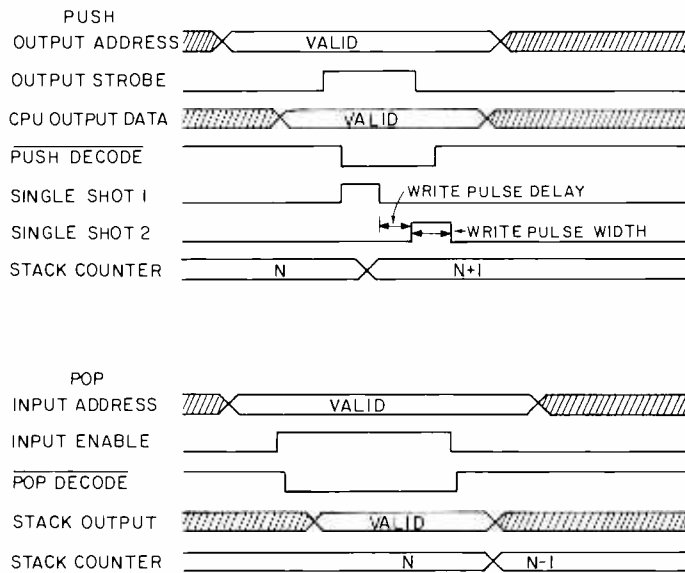 PUSH
OUTPUT ADDRESS VALID
OUTPUT STROBE
CPU OUTPUT DATA VALID
PUSH DECODE
SINGLE SHOT 1 WRITE PULSE DELAY
SINGLE SHOT 2 WRITE PULSE WIDTH
STACK COUNTER N N+1
POP
INPUT ADDRESS VALID
INPUT ENABLE
POP DECODE
STACK OUTPUT VALID
STACK COUNTER N N-1